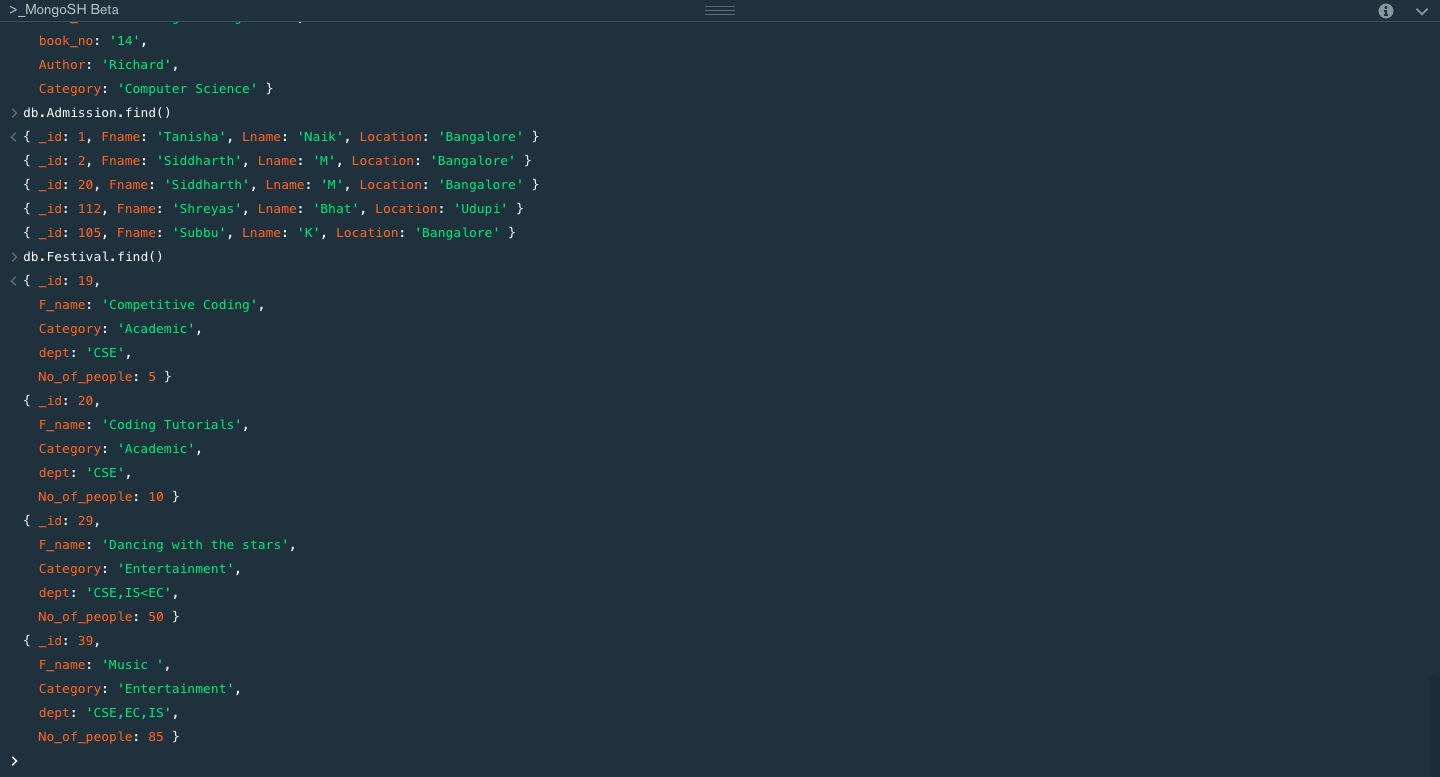 >_MongoSH Beta
book_no: '14',
Author: 'Richard',
Category: 'Computer Science' }
> db.Admission.find()
< { _id: 1, Fname: 'Tanisha', Lname: 'Naik', Location: 'Bangalore' }
{ _id: 2, Fname: 'Siddharth', Lname: 'M', Location: 'Bangalore' }
{ _id: 20, Fname: 'Siddharth', Lname: 'M', Location: 'Bangalore' }
{ _id: 112, Fname: 'Shreyas', Lname: 'Bhat', Location: 'Udupi' }
{ _id: 105, Fname: 'Subbu', Lname: 'K', Location: 'Bangalore' }
> db.Festival.find()
< { _id: 19,
F_name: 'Competitive Coding',
Category: 'Academic',
dept: 'CSE',
No_of_people: 5 }
{ _id: 20,
F_name: 'Coding Tutorials',
Category: 'Academic',
dept: 'CSE',
No_of_people: 10 }
{ _id: 29,
F_name: 'Dancing with the stars',
Category: 'Entertainment',
dept: 'CSE,IS<EC',
No_of_people: 50 }
{ _id: 39,
F_name: 'Music ',
Category: 'Entertainment',
dept: 'CSE,EC,IS',
No_of_people: 85 }
>